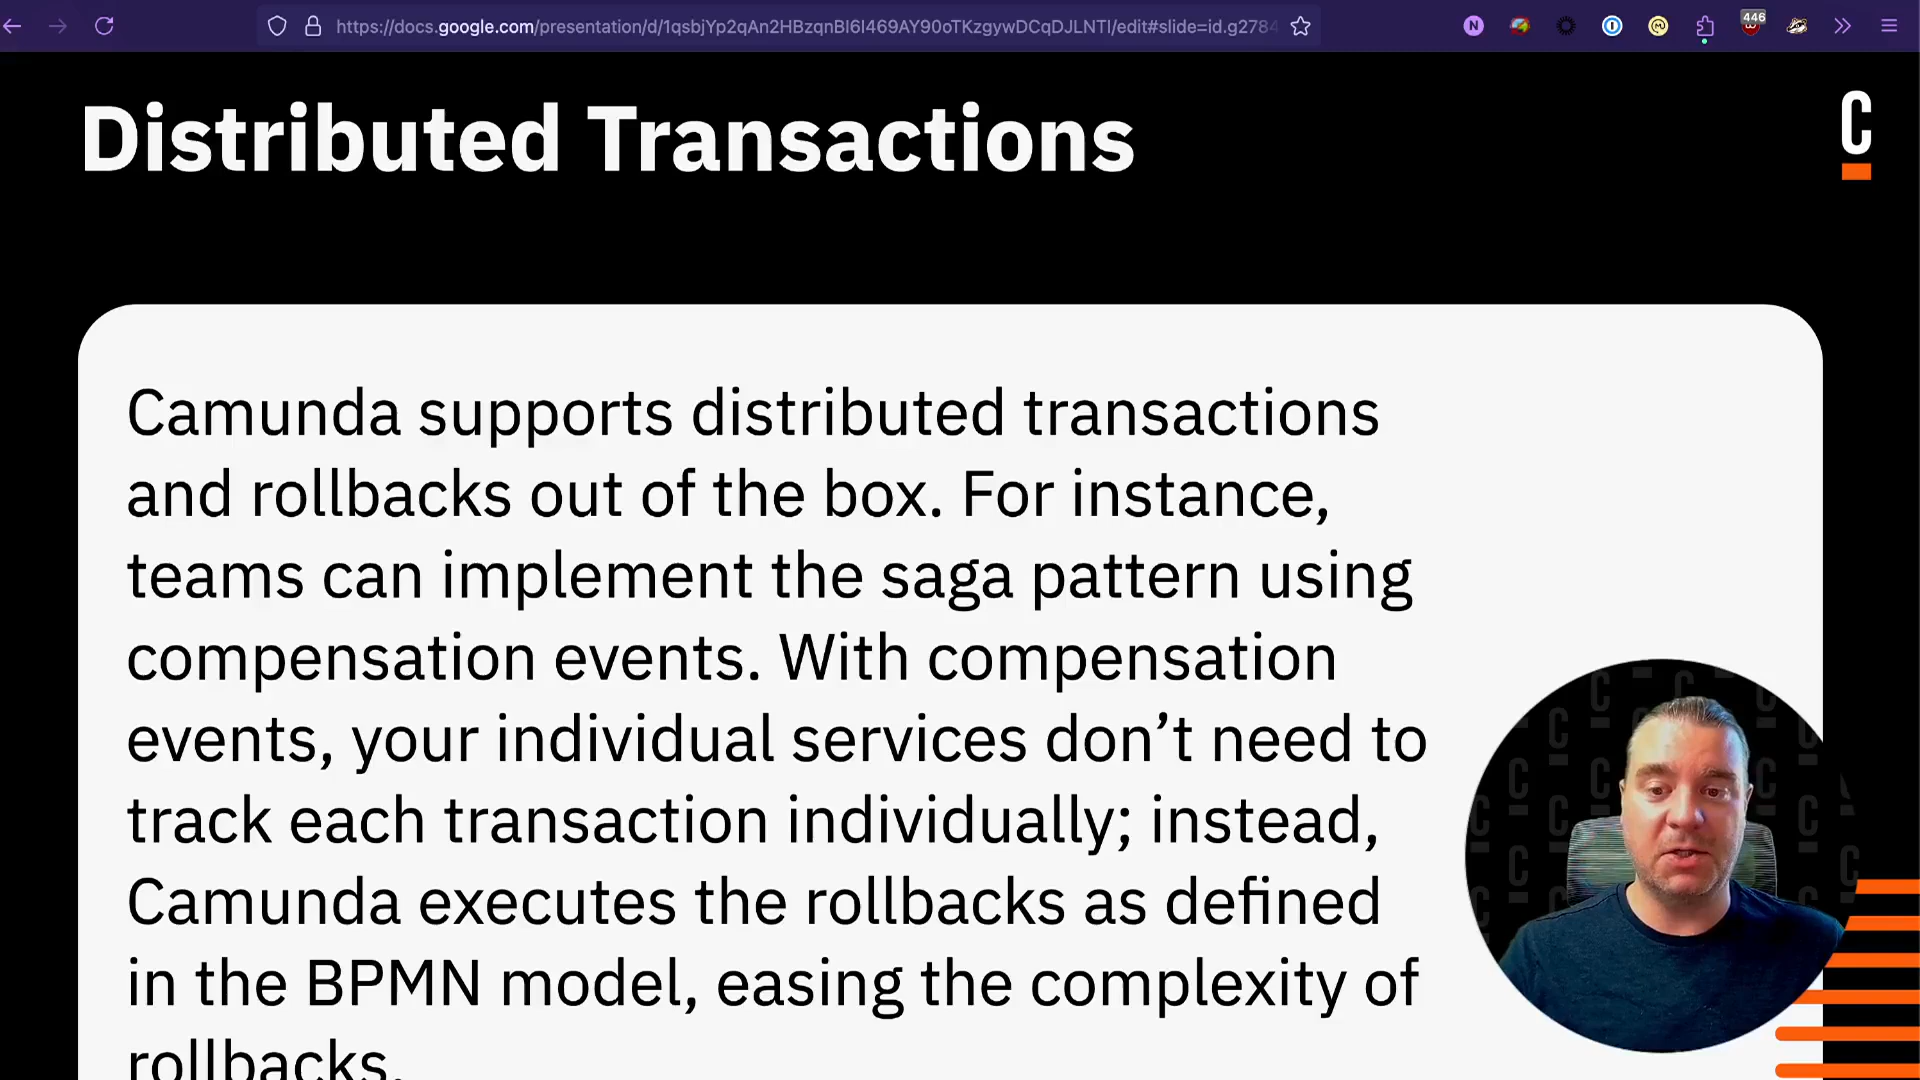 https://docs.google.com/presentation/d/1qsbjYp2qAn2HBzqnBI6I469AY90oTKzgywDCqDJLNTI/edit#slide=id.g2784
N
446
Distributed Transactions
C
Camunda supports distributed transactions
and rollbacks out of the box. For instance,
teams can implement the saga pattern using
compensation events. With compensation
events, your individual services don’t need to
track each transaction individually; instead,
Camunda executes the rollbacks as defined
in the BPMN model, easing the complexity of
rollbacks.